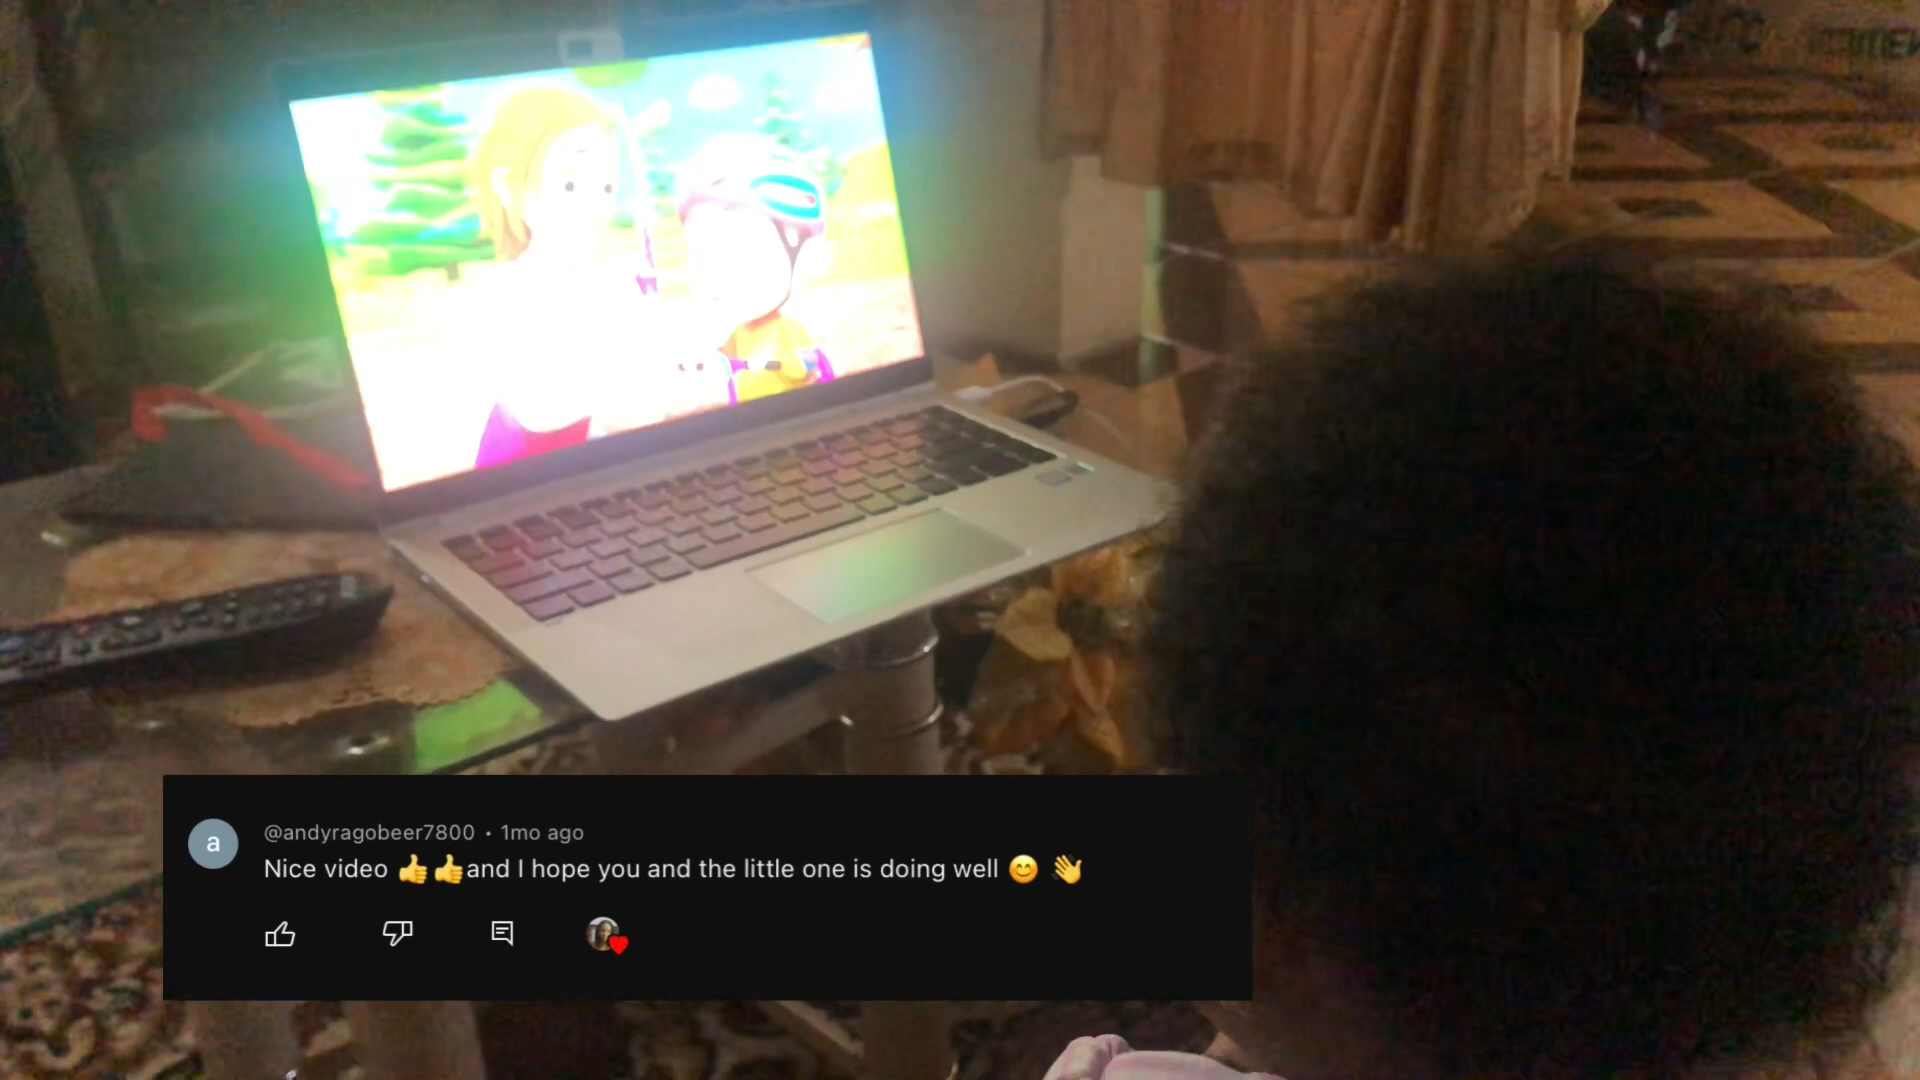 a
@andyragobeer7800 • 1mo ago
Nice video 👍👍and I hope you and the little one is doing well 😊 👋